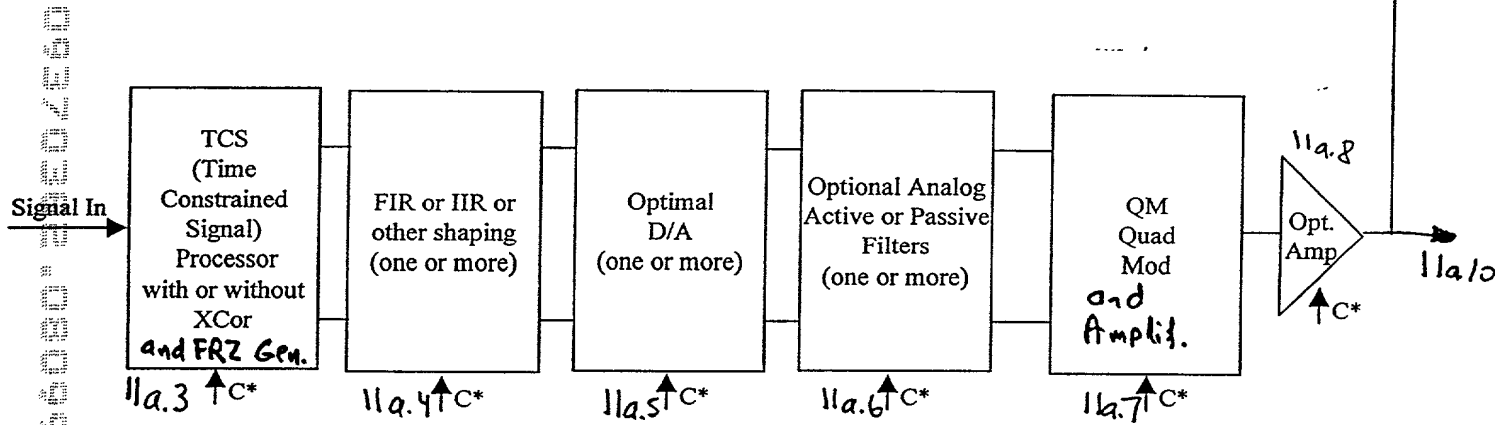 Signal In
TCS
(Time
Constrained
Signal)
Processor
with or without
XCor
and FRZ Gen.
11a.3
C*
FIR or IIR or
other shaping
(one or more)
11a.4
C*
Optimal
D/A
(one or more)
11a.5
C*
Optional Analog
Active or Passive
Filters
(one or more)
11a.6
C*
QM
Quad
Mod
and
Amplif.
11a.7
C*
11a.8
Opt.
Amp
C*
11a10